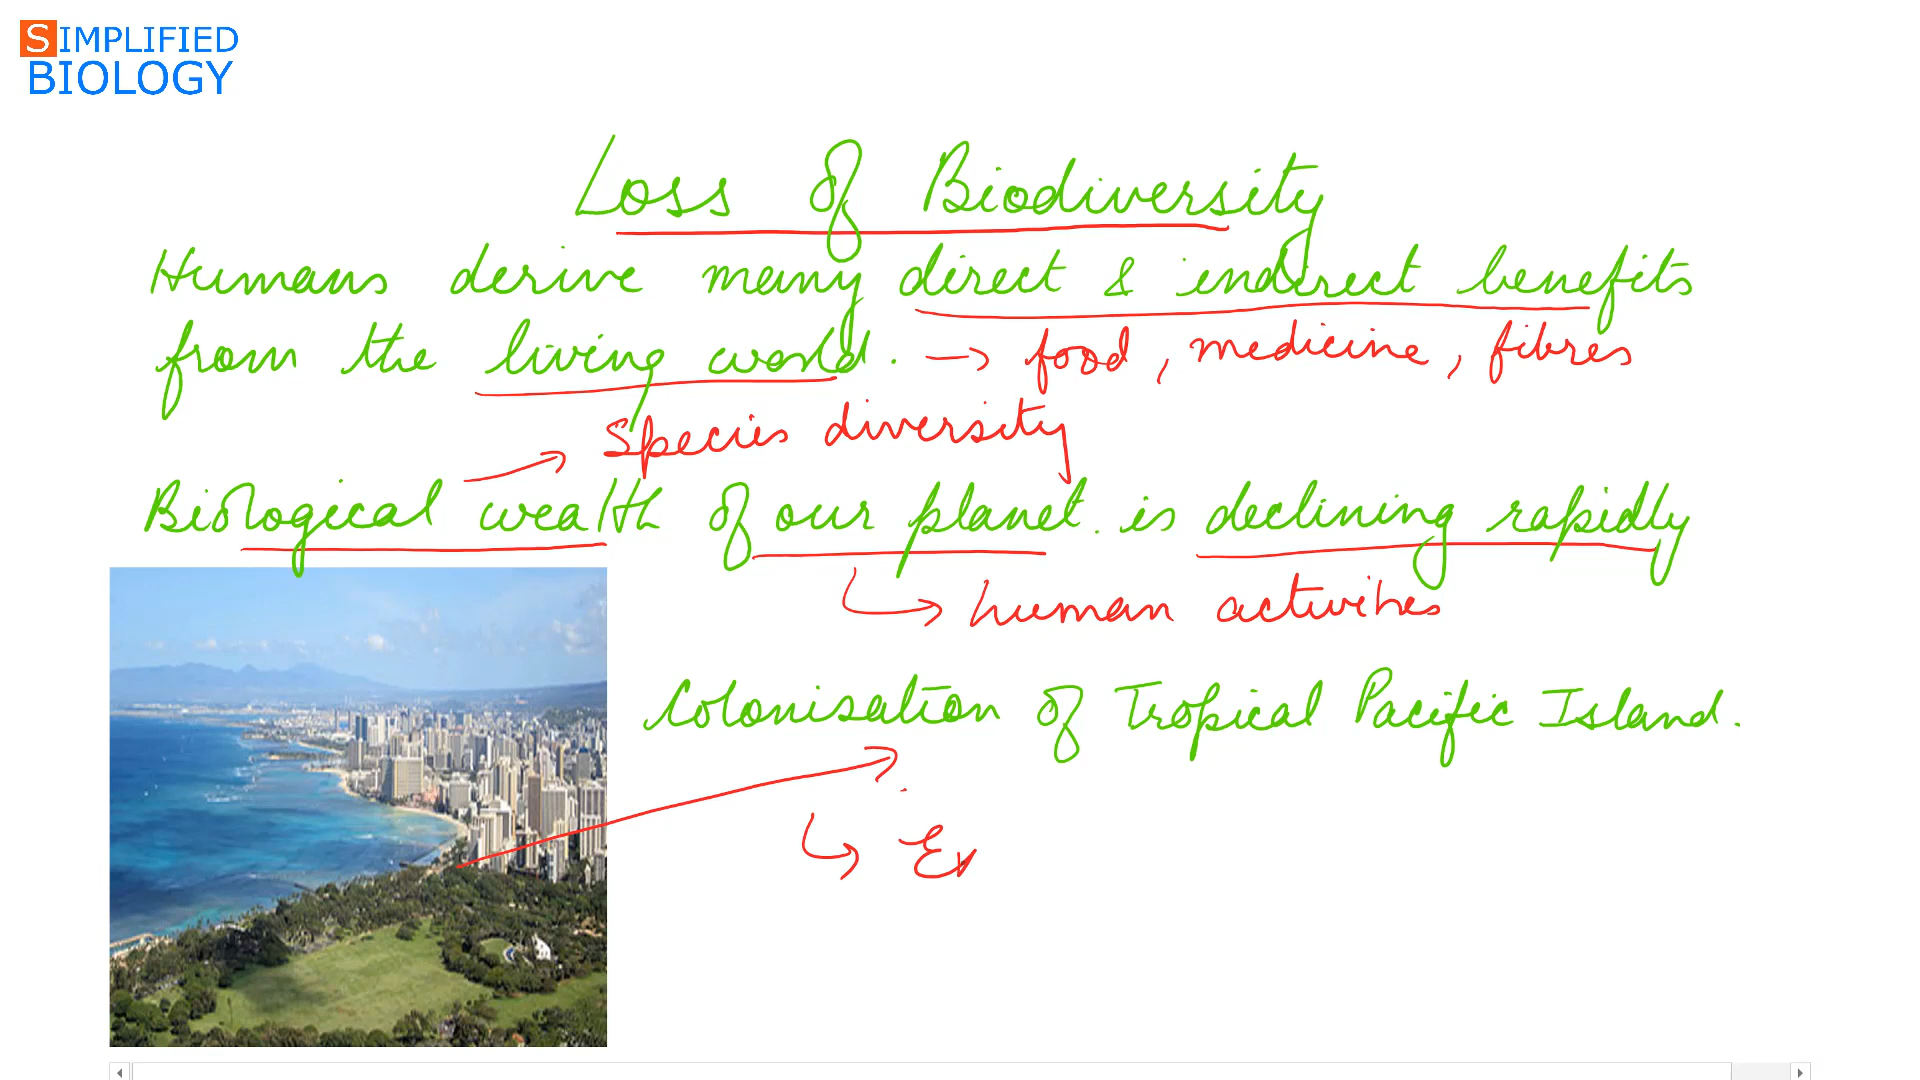 SIMPLIFIED
BIOLOGY
Loss of Biodiversity
Humans derive many direct & indirect benefits
from the living world. → food, medicine, fibres
→ Species diversity
Biological wealth of our planet. is declining rapidly
↳ human activities
Colonisation of Tropical Pacific Island.
↳ Ex